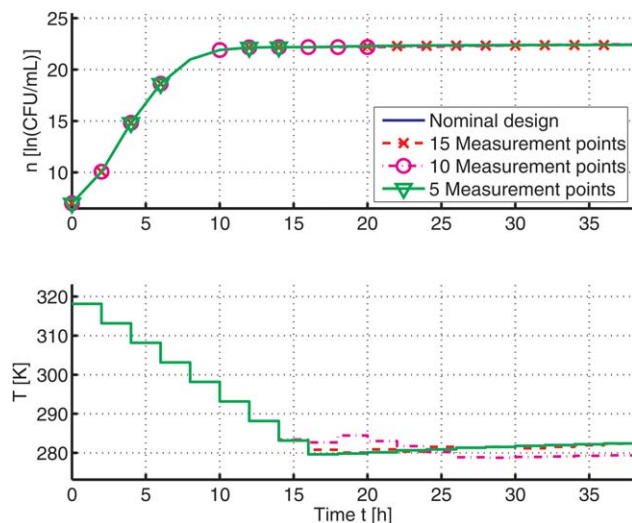 25
20
15
10
n [ln(CFU/mL)]
Nominal design
15 Measurement points
10 Measurement points
5 Measurement points
0 5 10 15 20 25 30 35
320
310
300
290
280
T [K]
0 5 10 15 20 25 30 35
Time t [h]